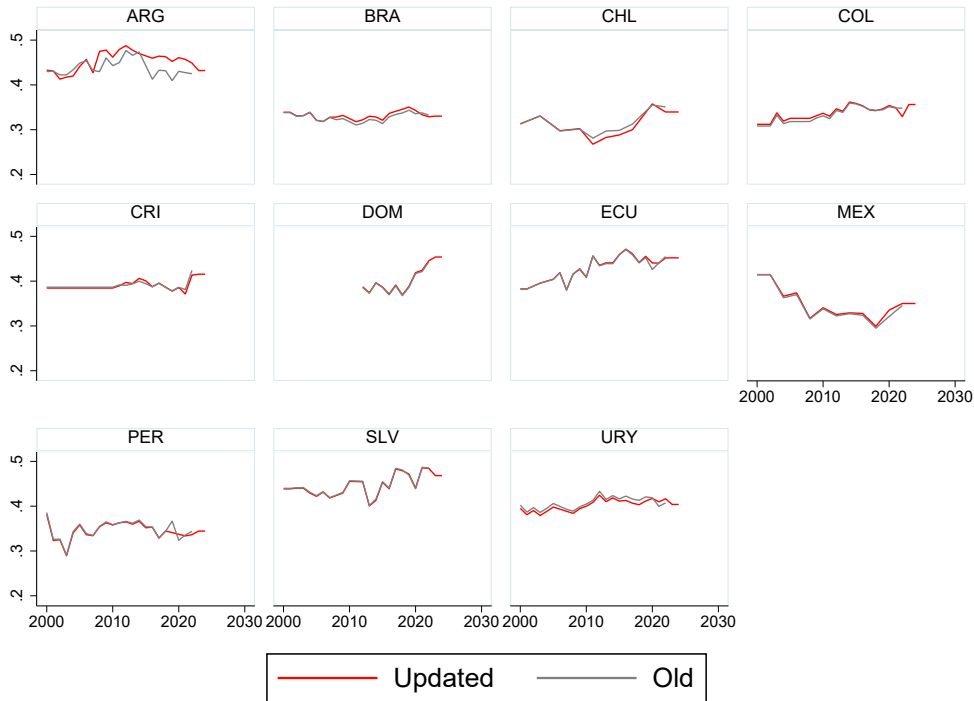 ARG BRA CHL COL
.5
.4
.3
.2
CRI DOM ECU MEX
.5
.4
.3
.2
2000 2010 2020 2030
PER SLV URY
.5
.4
.3
.2
2000 2010 2020 2030 2000 2010 2020 2030 2000 2010 2020 2030
Updated Old